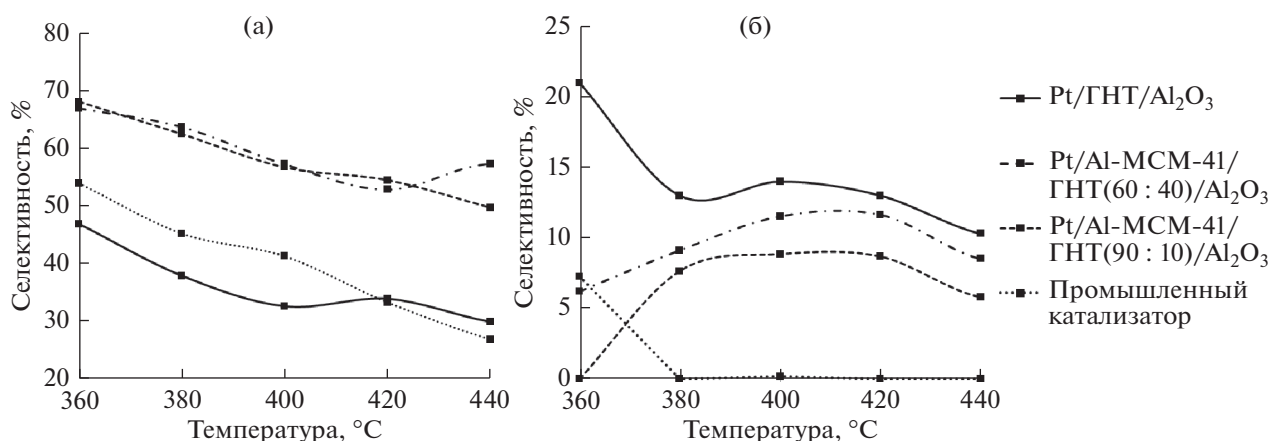 (а)
Селективность, %
80
70
60
50
40
30
20
360
380
400
420
440
Температура, °C
(б)
Селективность, %
25
20
15
10
5
0
360
380
400
420
440
Температура, °C
Pt/ГНТ/Al₂O₃
Pt/Al-MCM-41/
ГНТ(60 : 40)/Al₂O₃
Pt/Al-MCM-41/
ГНТ(90 : 10)/Al₂O₃
Промышленный
катализатор